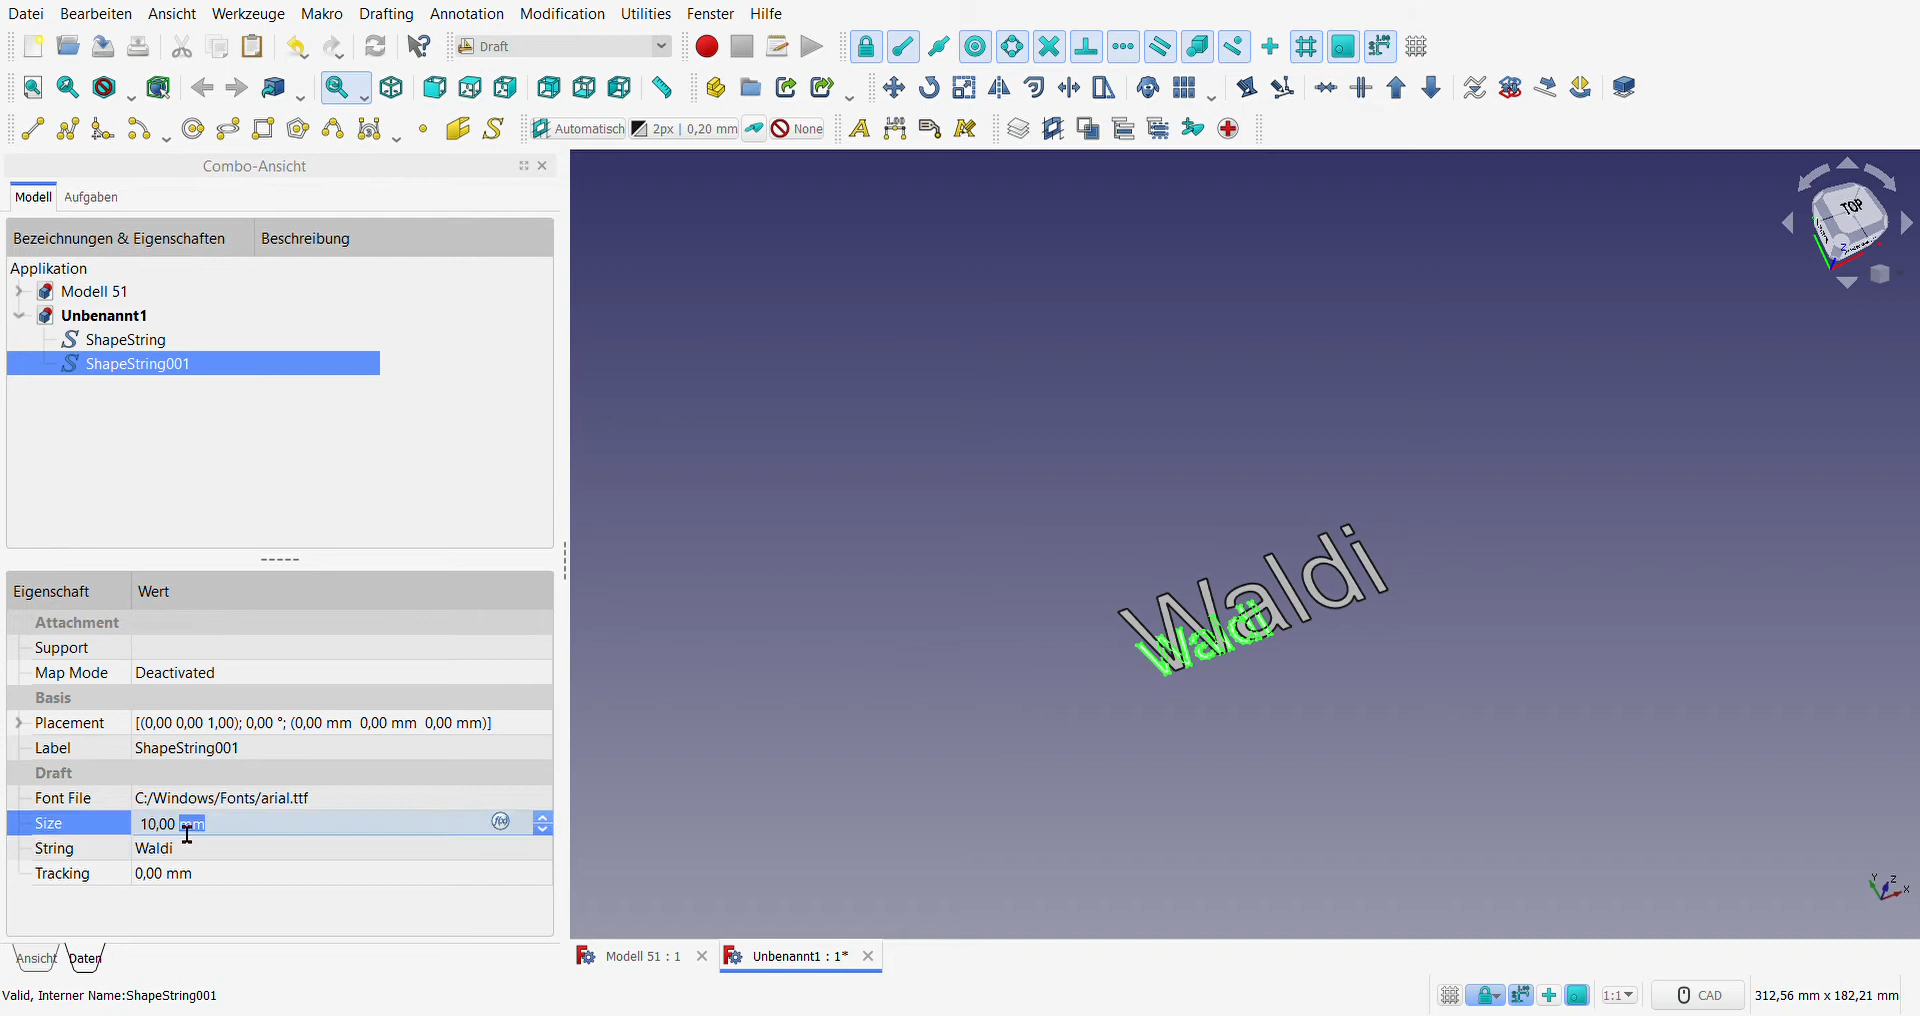 Datei Bearbeiten Ansicht Werkzeuge Makro Drafting Annotation Modification Utilities Fenster Hilfe
Draft
Automatisch 2px | 0,20 mm None
Combo-Ansicht
Modell Aufgaben
Bezeichnungen & Eigenschaften Beschreibung
Applikation
Modell 51
Unbenannt1
ShapeString
ShapeString001
TOP
Z
Waldi
Waldi
Eigenschaft Wert
Attachment
Support
Map Mode Deactivated
Basis
Placement [(0,00 0,00 1,00); 0,00 °; (0,00 mm 0,00 mm 0,00 mm)]
Label ShapeString001
Draft
Font File C:/Windows/Fonts/arial.ttf
Size 10,00 mm
String Waldi
Tracking 0,00 mm
Y Z X
Ansicht Daten
Modell 51 : 1 Unbenannt1 : 1*
Valid, Interner Name:ShapeString001
1:1 CAD 312,56 mm x 182,21 mm